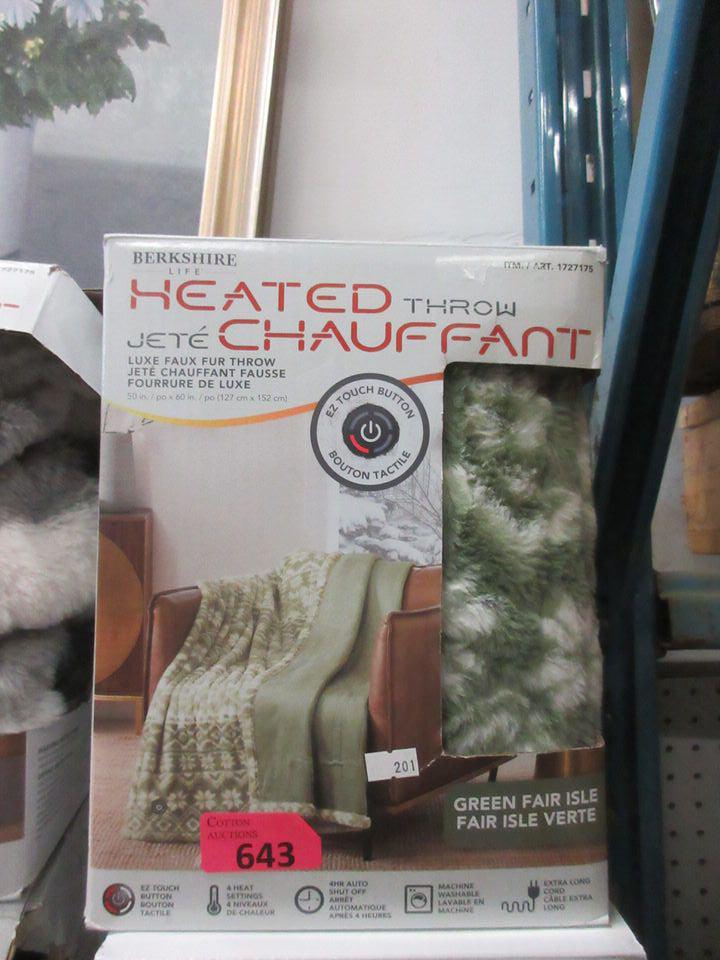 BERKSHIRE
LIFE
ITM. / ART. 1727175
HEATED THROW
JETÉ CHAUFFANT
LUXE FAUX FUR THROW
JETÉ CHAUFFANT FAUSSE
FOURRURE DE LUXE
50 in. / po x 60 in. / po (127 cm x 152 cm)
EZ TOUCH BUTTON
BOUTON TACTILE
201
GREEN FAIR ISLE
FAIR ISLE VERTE
COTTON
AUCTIONS
643
EZ TOUCH
BUTTON
BOUTON
TACTILE
4 HEAT
SETTINGS
4 NIVEAUX
DE CHALEUR
4HR AUTO
SHUT OFF
ARRÊT
AUTOMATIQUE
APRÈS 4 HEURES
MACHINE
WASHABLE
LAVABLE EN
MACHINE
EXTRA LONG
CORD
CÂBLE EXTRA
LONG